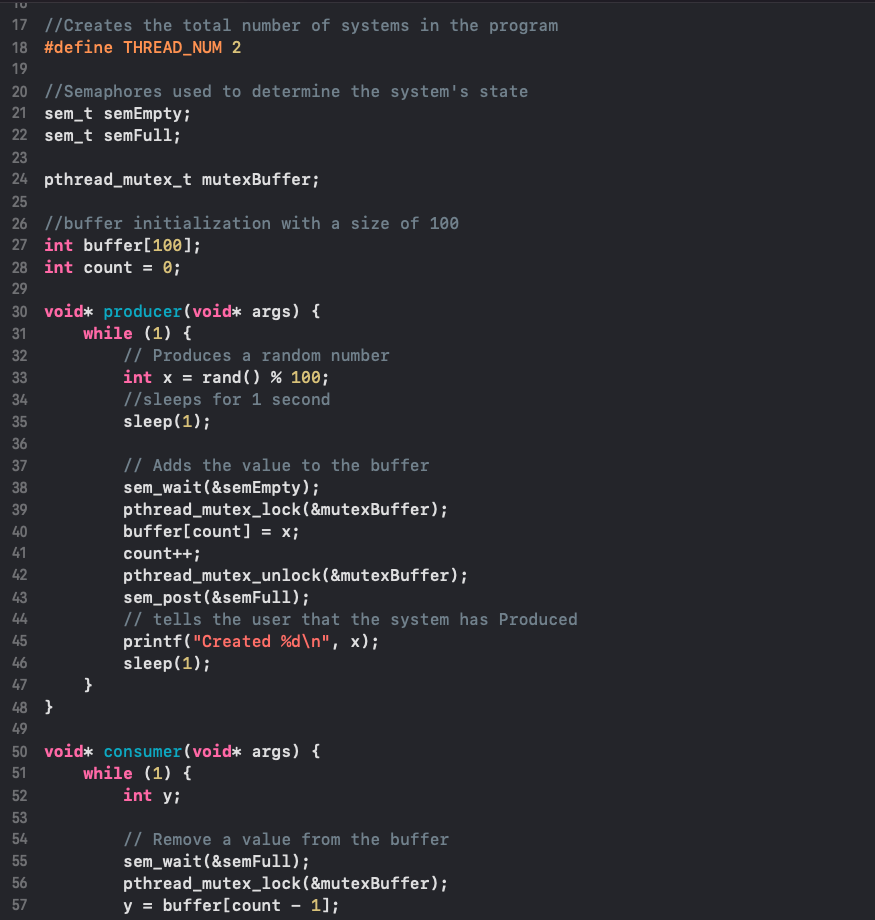 16
17 //Creates the total number of systems in the program
18 #define THREAD_NUM 2
19
20 //Semaphores used to determine the system's state
21 sem_t semEmpty;
22 sem_t semFull;
23
24 pthread_mutex_t mutexBuffer;
25
26 //buffer initialization with a size of 100
27 int buffer[100];
28 int count = 0;
29
30 void* producer(void* args) {
31     while (1) {
32         // Produces a random number
33         int x = rand() % 100;
34         //sleeps for 1 second
35         sleep(1);
36
37         // Adds the value to the buffer
38         sem_wait(&semEmpty);
39         pthread_mutex_lock(&mutexBuffer);
40         buffer[count] = x;
41         count++;
42         pthread_mutex_unlock(&mutexBuffer);
43         sem_post(&semFull);
44         // tells the user that the system has Produced
45         printf("Created %d\n", x);
46         sleep(1);
47     }
48 }
49
50 void* consumer(void* args) {
51     while (1) {
52         int y;
53
54         // Remove a value from the buffer
55         sem_wait(&semFull);
56         pthread_mutex_lock(&mutexBuffer);
57         y = buffer[count - 1];